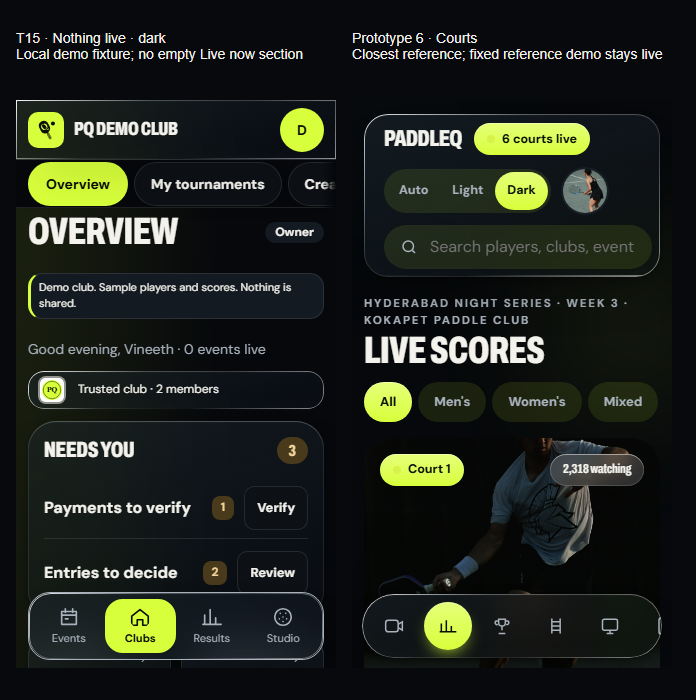 T15 · Nothing live · dark
Local demo fixture; no empty Live now section
PQ DEMO CLUB
D
Overview
My tournaments
Crea
OVERVIEW
Owner
Demo club. Sample players and scores. Nothing is
shared.
Good evening, Vineeth · 0 events live
PQ
Trusted club · 2 members
NEEDS YOU
3
Payments to verify
1
Verify
Entries to decide
2
Review
Events
Clubs
Results
Studio
Prototype 6 · Courts
Closest reference; fixed reference demo stays live
PADDLEQ
6 courts live
Auto
Light
Dark
Search players, clubs, event
HYDERABAD NIGHT SERIES · WEEK 3 ·
KOKAPET PADDLE CLUB
LIVE SCORES
All
Men's
Women's
Mixed
Court 1
2,318 watching